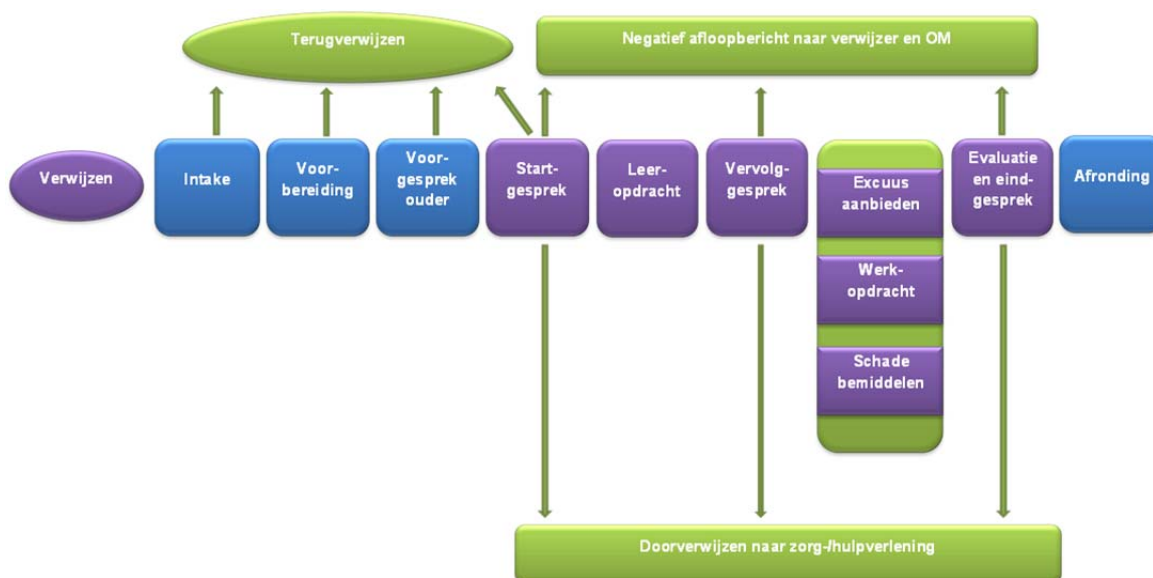 Terugverwijzen
Negatief afloopbericht naar verwijzer en OM
Verwijzen
Intake
Voor-
bereiding
Voor-
gesprek
ouder
Start-
gesprek
Leer-
opdracht
Vervolg-
gesprek
Excuus
aanbieden
Werk-
opdracht
Schade
bemiddelen
Evaluatie
en eind-
gesprek
Afronding
Doorverwijzen naar zorg-/hulpverlening